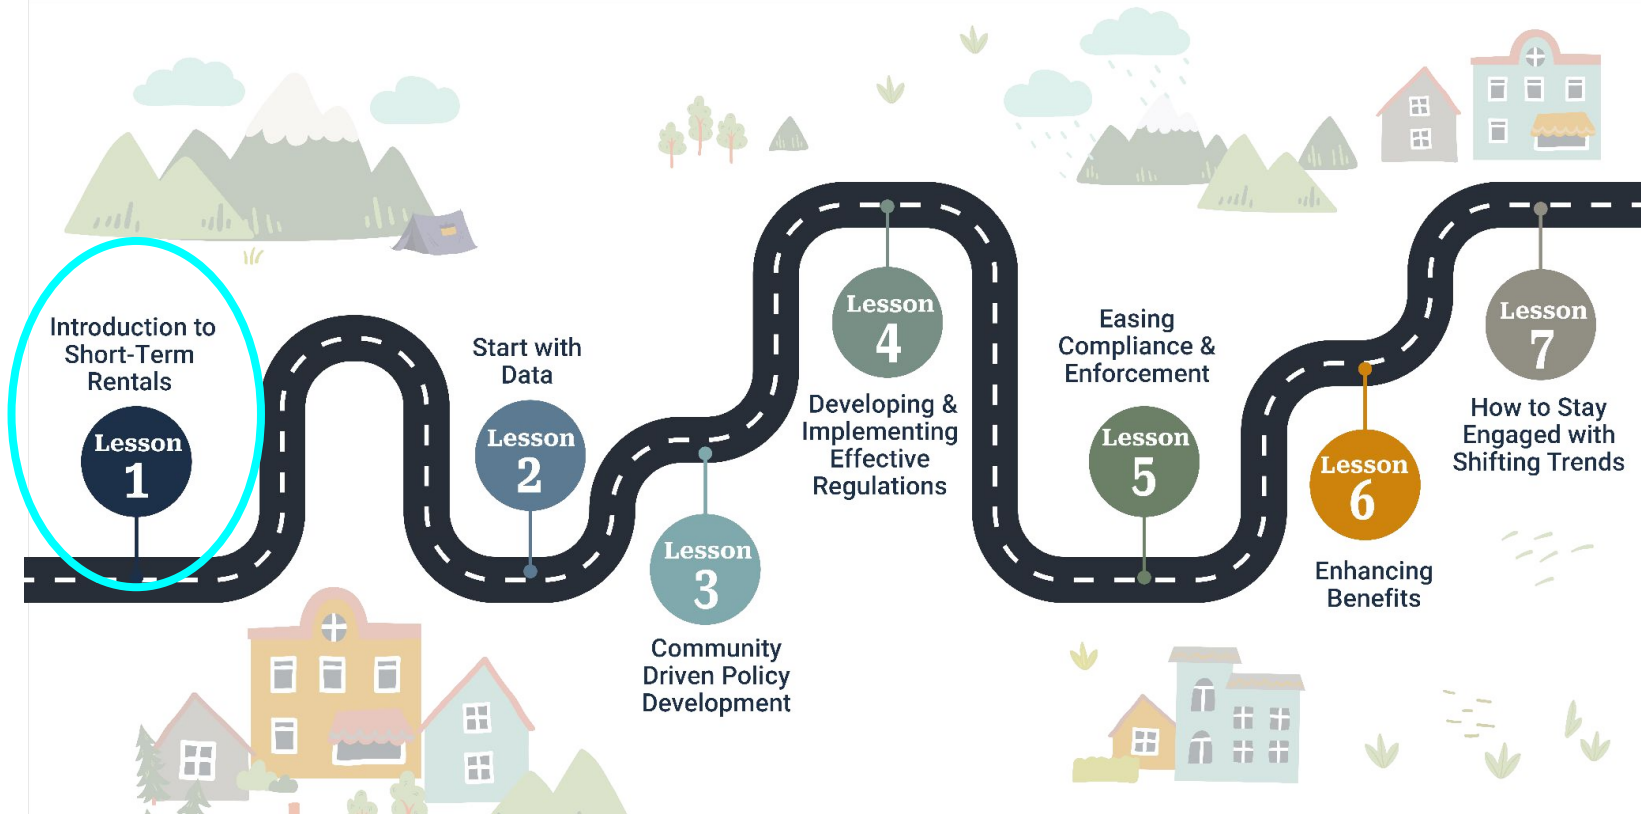 Introduction to
Short-Term
Rentals
Lesson
1
Start with
Data
Lesson
2
Lesson
3
Community
Driven Policy
Development
Lesson
4
Developing &
Implementing
Effective
Regulations
Easing
Compliance &
Enforcement
Lesson
5
Lesson
6
Enhancing
Benefits
Lesson
7
How to Stay
Engaged with
Shifting Trends